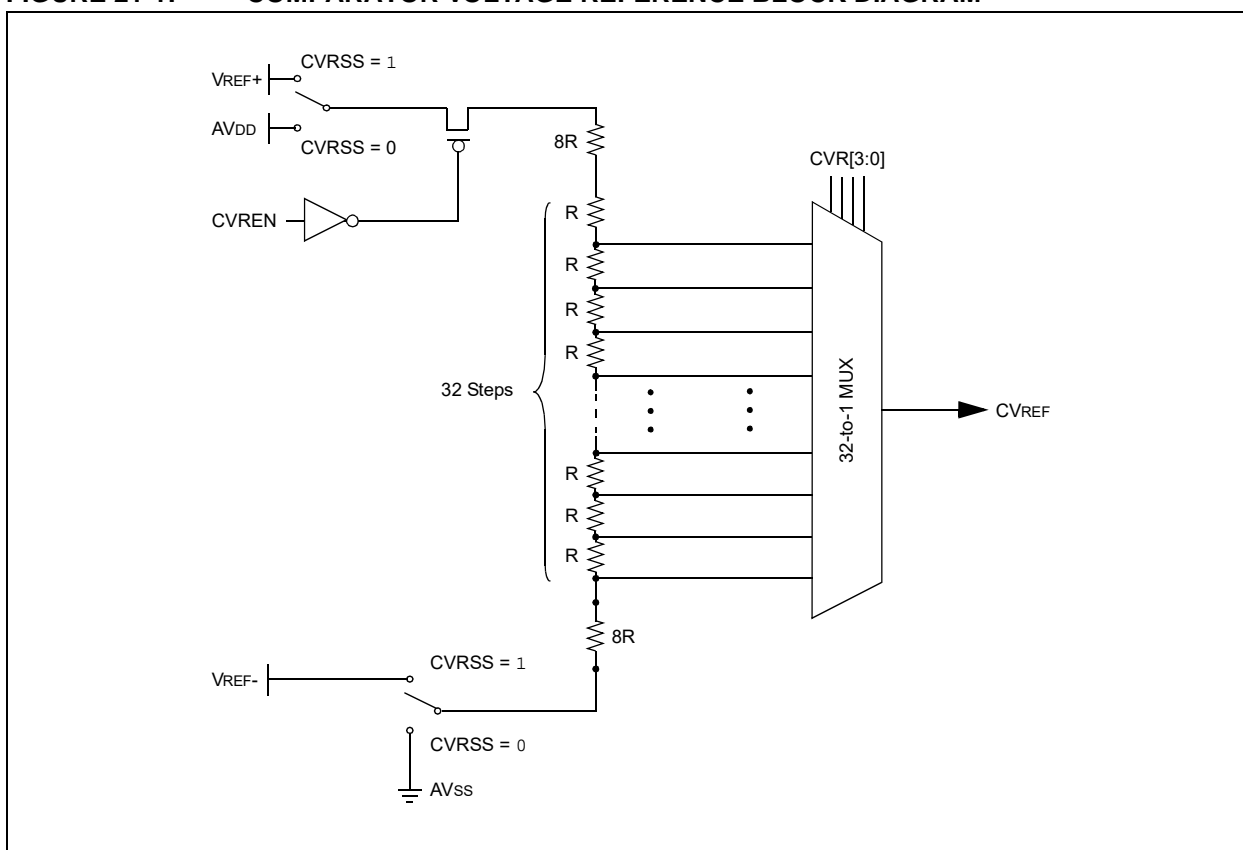 CVRSS = 1
VREF+
AVDD
CVRSS = 0
8R
CVR[3:0]
CVREN
R
R
R
R
32 Steps
32-to-1 MUX
CVREF
R
R
R
8R
CVRSS = 1
VREF-
CVRSS = 0
AVSS